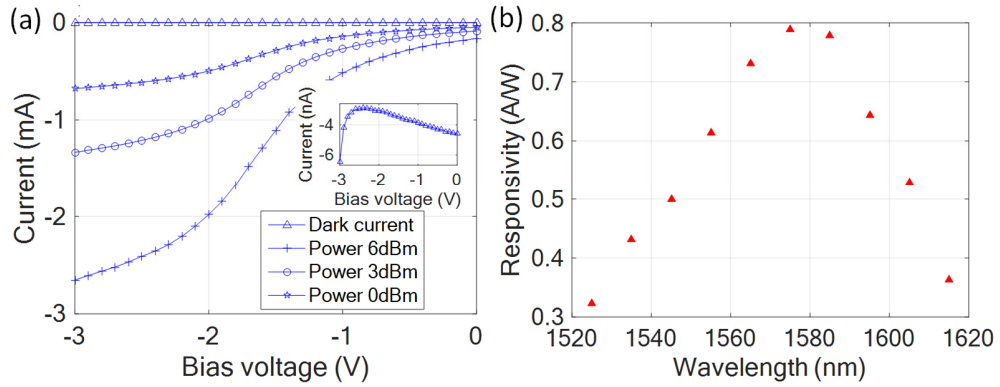 (a)
0
-1
-2
-3
Current (mA)
-3
-2
-1
0
Bias voltage (V)
Current (nA)
-4
-6
-3
-2
-1
0
Bias voltage (V)
Dark current
Power 6dBm
Power 3dBm
Power 0dBm
(b)
0.8
0.7
0.6
0.5
0.4
0.3
Responsivity (A/W)
1520
1540
1560
1580
1600
1620
Wavelength (nm)